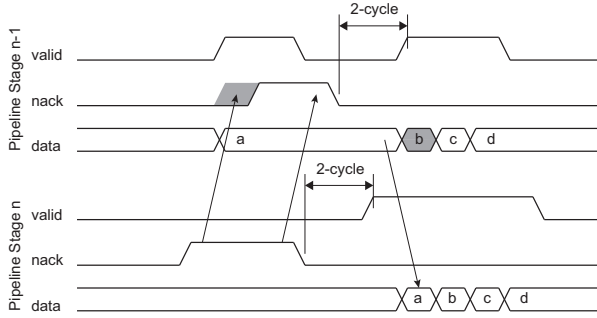 2-cycle
Pipeline Stage n-1
valid
nack
data
a
b
c
d
2-cycle
Pipeline Stage n
valid
nack
data
a
b
c
d